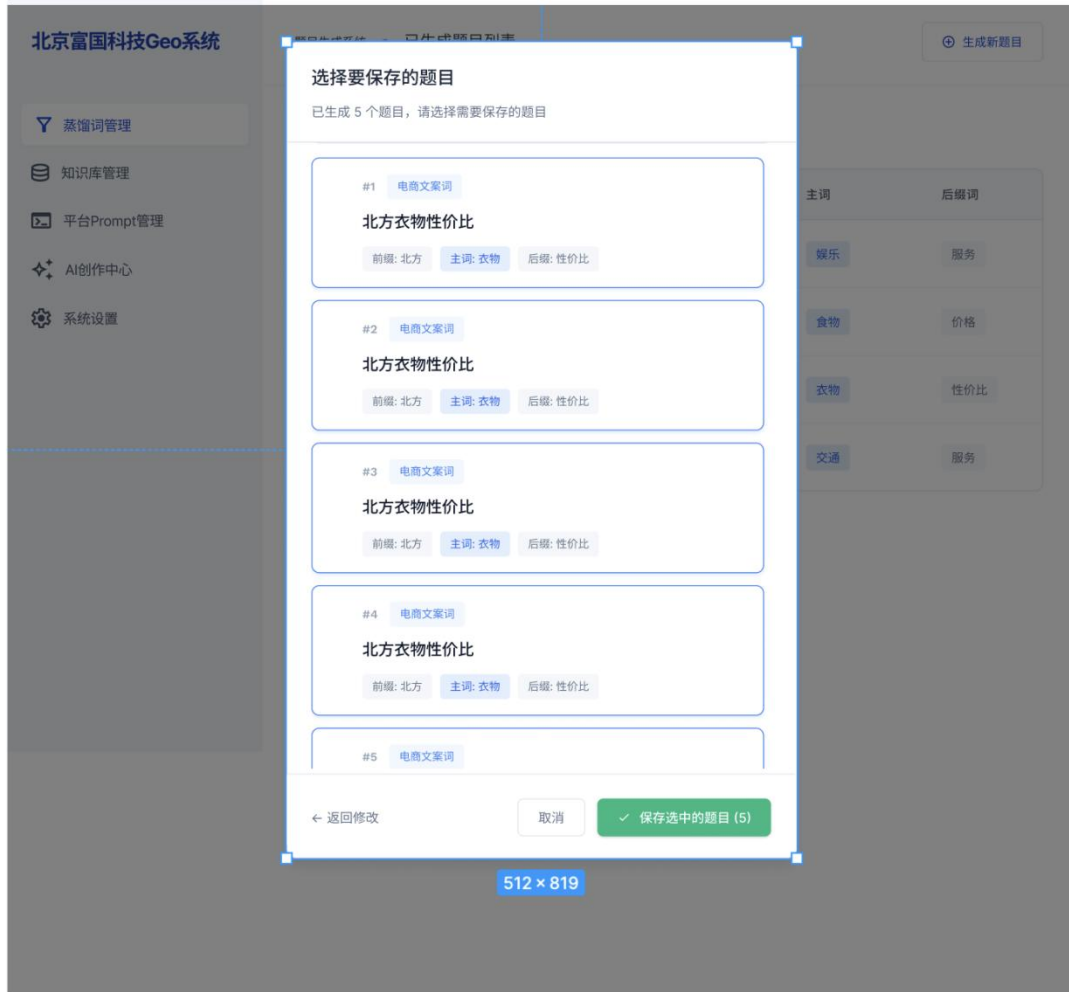 北京富国科技Geo系统
已生成题目列表
生成新题目
蒸馏词管理
知识库管理
平台Prompt管理
AI创作中心
系统设置
选择要保存的题目
已生成 5 个题目，请选择需要保存的题目
#1 电商文案词
北方衣物性价比
前缀: 北方 主词: 衣物 后缀: 性价比
#2 电商文案词
北方衣物性价比
前缀: 北方 主词: 衣物 后缀: 性价比
#3 电商文案词
北方衣物性价比
前缀: 北方 主词: 衣物 后缀: 性价比
#4 电商文案词
北方衣物性价比
前缀: 北方 主词: 衣物 后缀: 性价比
#5 电商文案词
← 返回修改 取消 ✓ 保存选中的题目 (5)
主词 后缀词
娱乐 服务
食物 价格
衣物 性价比
交通 服务
512 × 819